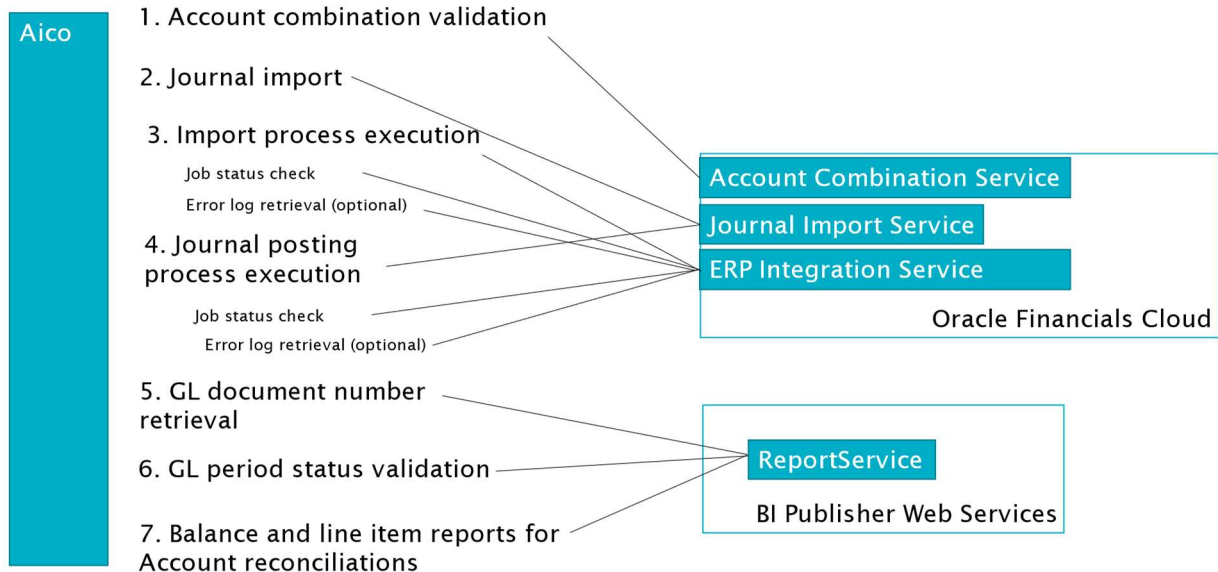 Aico
1. Account combination validation
2. Journal import
3. Import process execution
Job status check
Error log retrieval (optional)
4. Journal posting
process execution
Job status check
Error log retrieval (optional)
5. GL document number
retrieval
6. GL period status validation
7. Balance and line item reports for
Account reconciliations
Account Combination Service
Journal Import Service
ERP Integration Service
Oracle Financials Cloud
ReportService
BI Publisher Web Services